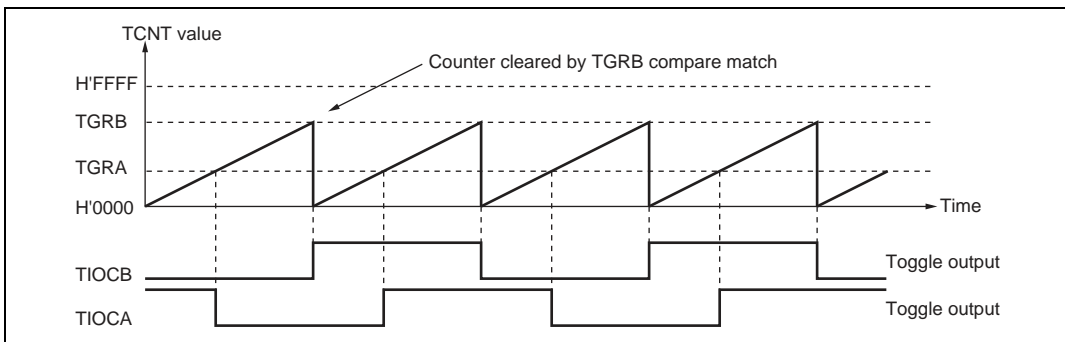 TCNT value
Counter cleared by TGRB compare match
H'FFFF
TGRB
TGRA
H'0000
Time
TIOCB
Toggle output
TIOCA
Toggle output